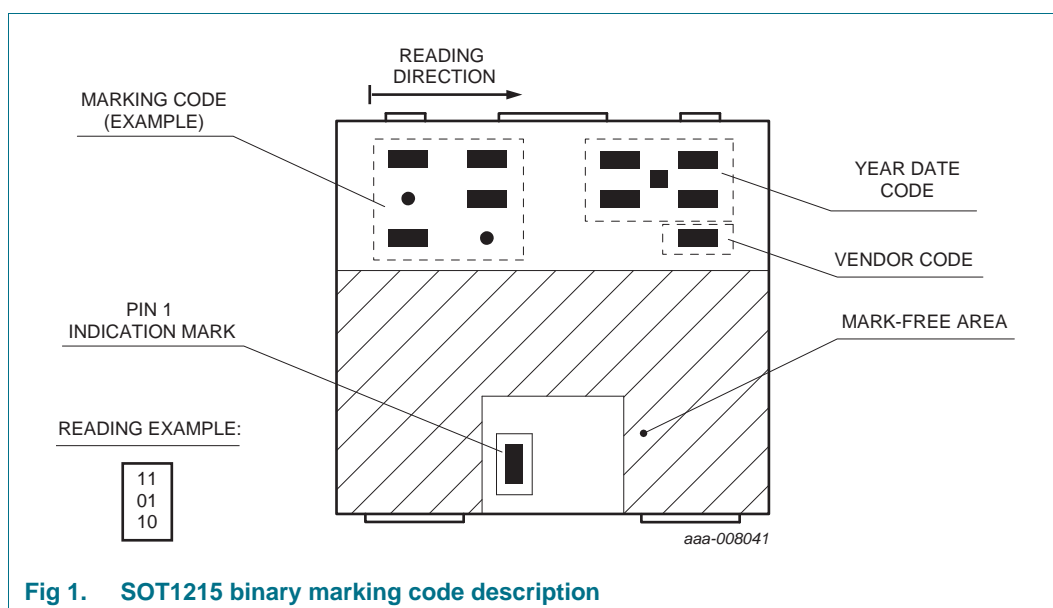 READING
DIRECTION
MARKING CODE
(EXAMPLE)
YEAR DATE
CODE
VENDOR CODE
PIN 1
INDICATION MARK
MARK-FREE AREA
READING EXAMPLE:
11
01
10
aaa-008041
Fig 1. SOT1215 binary marking code description